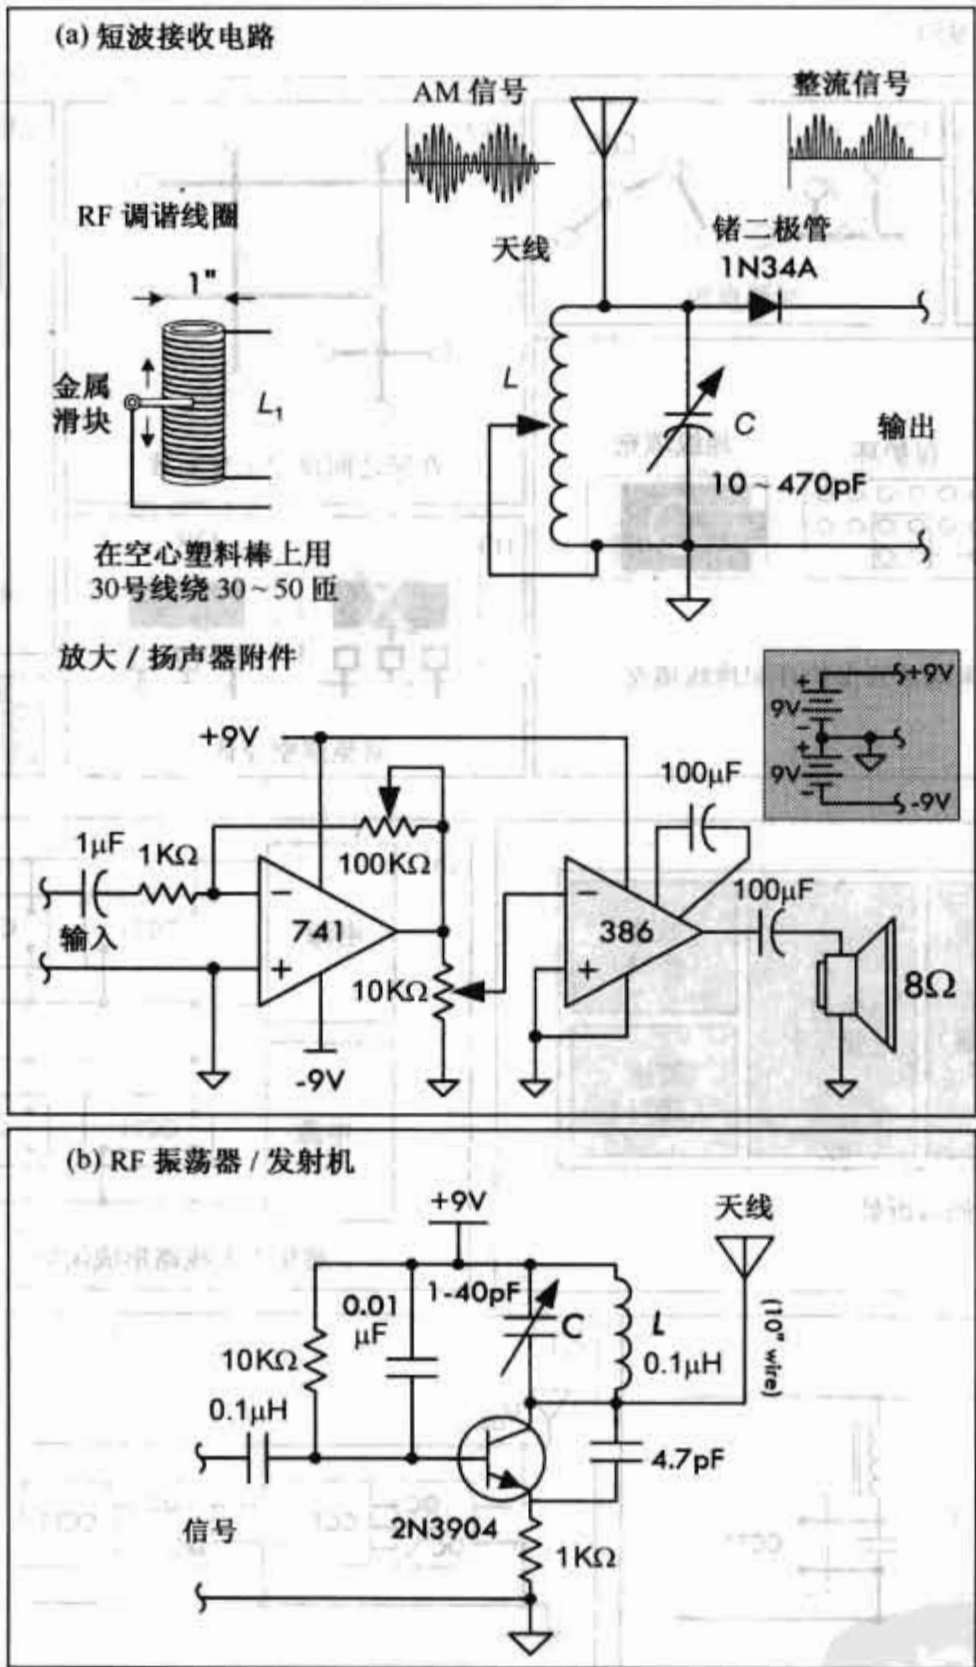 (a) 短波接收电路
AM 信号
整流信号
RF 调谐线圈
天线
锗二极管
1N34A
1"
金属
滑块
L₁
L
C
输出
10~470pF
在空心塑料棒上用
30号线绕 30~50 匝
放大 / 扬声器附件
+
+9V
9V
-
+
9V
-
-9V
+9V
100μF
1μF
1KΩ
100KΩ
100μF
-
741
+
输入
10KΩ
-
386
+
8Ω
-9V
(b) RF 振荡器 / 发射机
+9V
天线
1-40pF
0.01
μF
C
L
0.1μH
(10" wire)
10KΩ
0.1μH
4.7pF
信号
2N3904
1KΩ